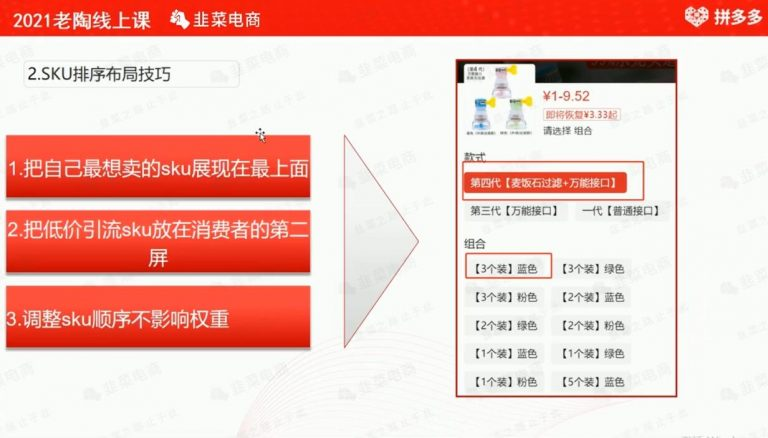 2021老陶线上课
韭菜电商
拼多多
2.SKU排序布局技巧
1.把自己最想卖的sku展现在最上面
2.把低价引流sku放在消费者的第二
屏
3.调整sku顺序不影响权重
¥1-9.52
即将恢复¥3.33起
请选择 组合
款式
第四代【麦饭石过滤+万能接口】
第三代【万能接口】
一代【普通接口】
组合
【3个装】蓝色
【3个装】绿色
【3个装】粉色
【2个装】蓝色
【2个装】绿色
【2个装】粉色
【1个装】蓝色
【1个装】绿色
【1个装】粉色
【5个装】蓝色